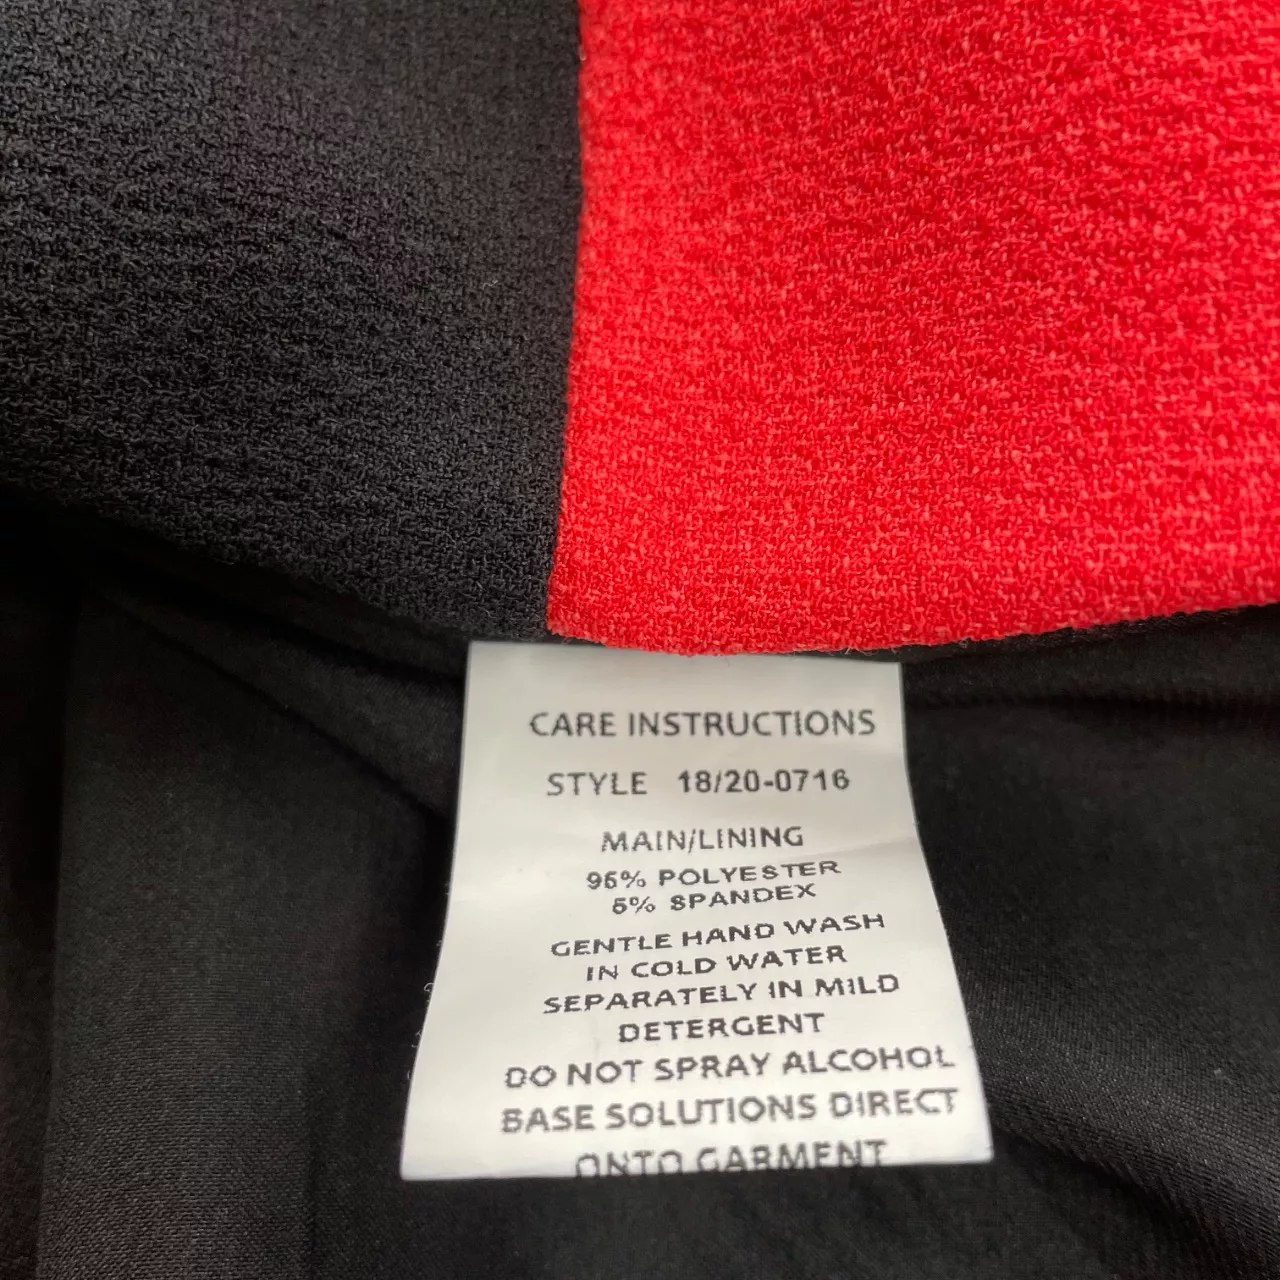 CARE INSTRUCTIONS
STYLE 18/20-0716
MAIN/LINING
95% POLYESTER
5% SPANDEX
GENTLE HAND WASH
IN COLD WATER
SEPARATELY IN MILD
DETERGENT
DO NOT SPRAY ALCOHOL
BASE SOLUTIONS DIRECT
ONTO GARMENT